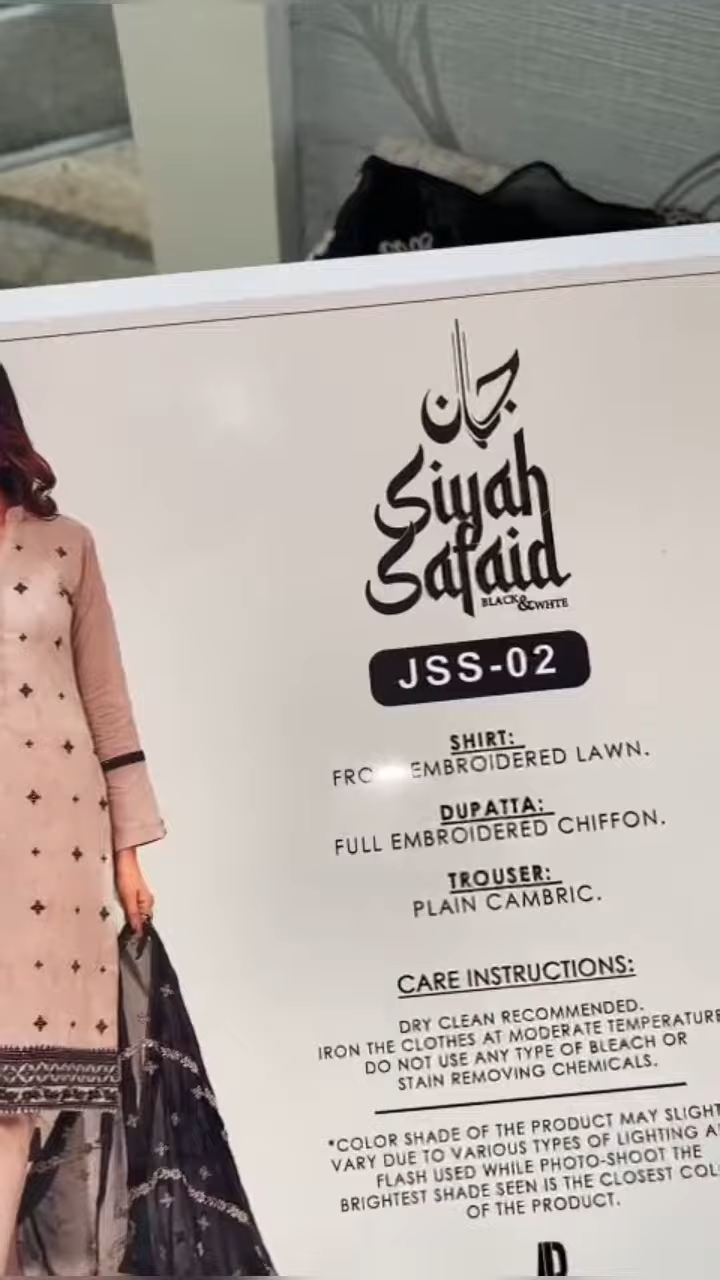 جان
Siyah
Safaid
BLACK & WHTE
JSS-02
SHIRT:
EMBROIDERED LAWN.
DUPATTA:
FULL EMBROIDERED CHIFFON.
TROUSER:
PLAIN CAMBRIC.
CARE INSTRUCTIONS:
DRY CLEAN RECOMMENDED.
IRON THE CLOTHES AT MODERATE TEMPERATURE
DO NOT USE ANY TYPE OF BLEACH OR
STAIN REMOVING CHEMICALS.
*COLOR SHADE OF THE PRODUCT MAY
VARY DUE TO VARIOUS TYPES OF LIGHTING
FLASH USED WHILE PHOTO-SHOOT THE
BRIGHTEST SHADE SEEN IS THE CLOSEST
OF THE PRODUCT.